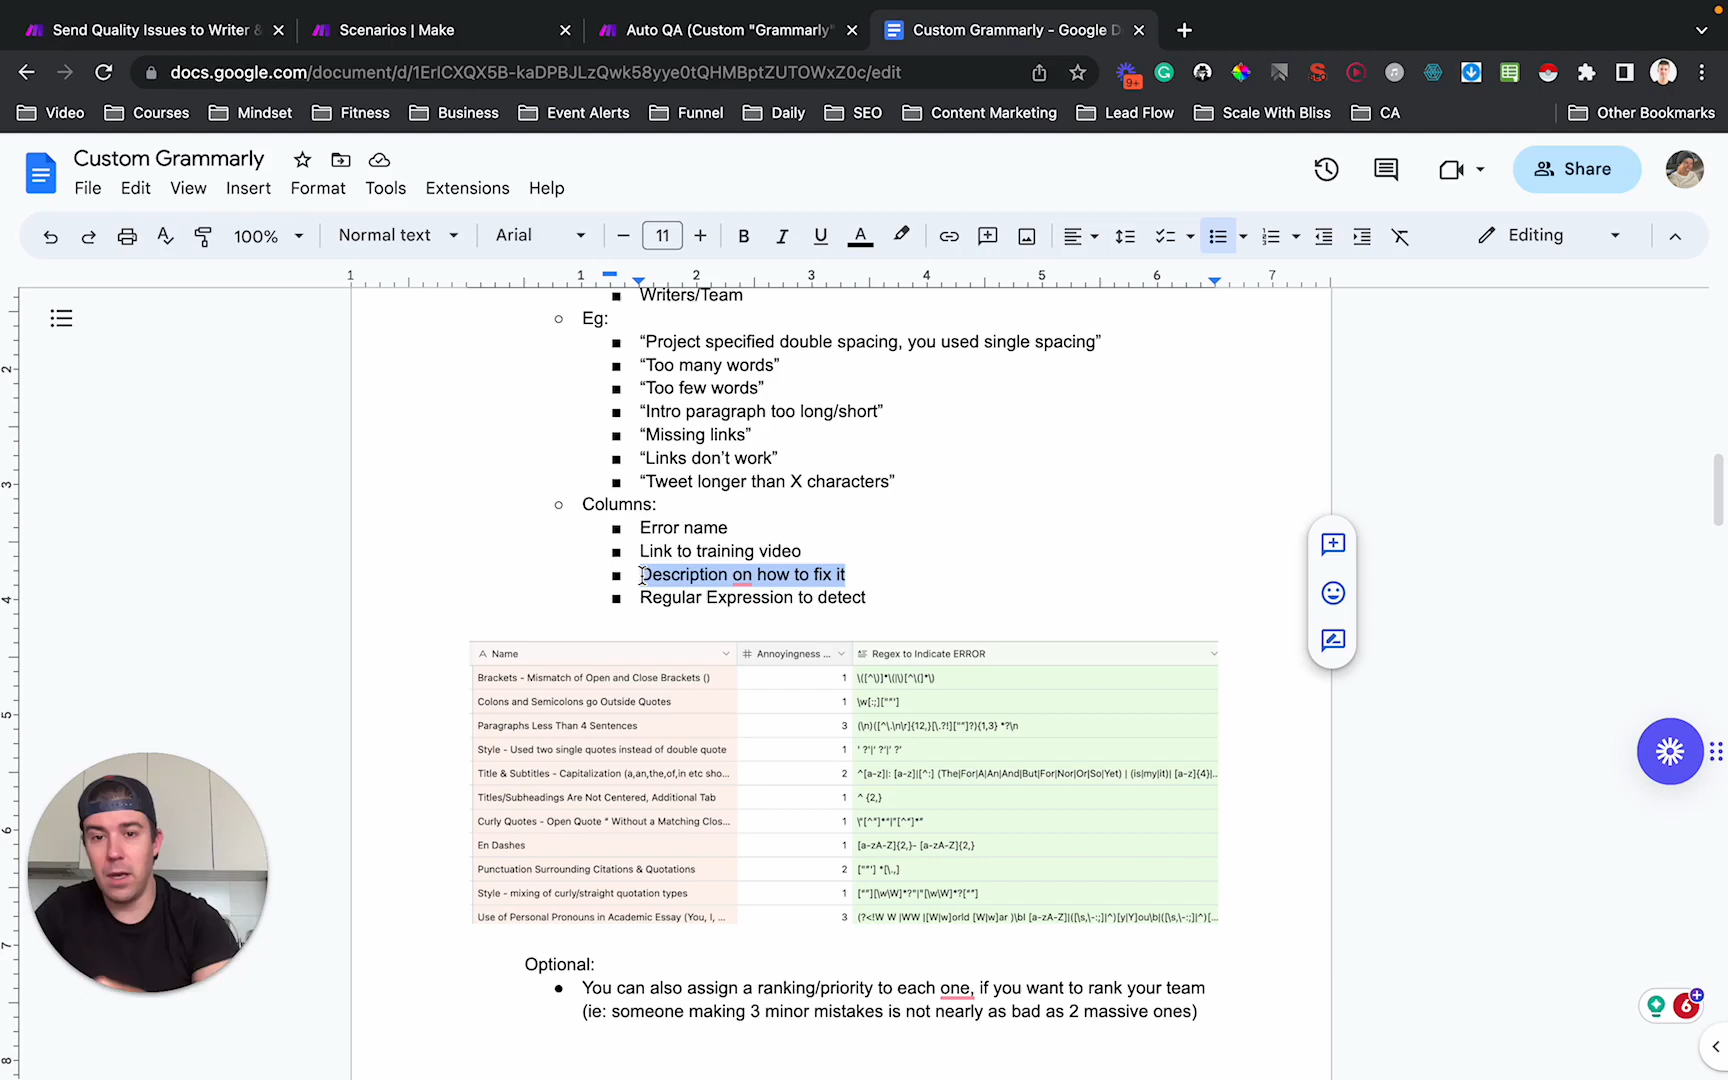 Send Quality Issues to Writer &
Scenarios | Make
Auto QA (Custom "Grammarly"
Custom Grammarly - Google D
docs.google.com/document/d/1ErlCXQX5B-kaDPBJLzQwk58yye0tQHMBptZUTOWxZ0c/edit
9+
Video
Courses
Mindset
Fitness
Business
Event Alerts
Funnel
Daily
SEO
Content Marketing
Lead Flow
Scale With Bliss
CA
Other Bookmarks
Custom Grammarly
File Edit View Insert Format Tools Extensions Help
Share
100%
Normal text
Arial
11
Editing
1 1 2 3 4 5 6 7
Writers/Team
Eg:
“Project specified double spacing, you used single spacing”
“Too many words”
“Too few words”
“Intro paragraph too long/short”
“Missing links”
“Links don’t work”
“Tweet longer than X characters”
Columns:
Error name
Link to training video
Description on how to fix it
Regular Expression to detect
Name
Annoyingness ...
Regex to Indicate ERROR
Brackets - Mismatch of Open and Close Brackets () 1 \([^\)]*\(|\)[^\(]*\)
Colons and Semicolons go Outside Quotes 1 \w[:;]["“']
Paragraphs Less Than 4 Sentences 3
Style - Used two single quotes instead of double quote 1
Title & Subtitles - Capitalization (a,an,the,of,in etc sho... 2 ^[a-z]|: [a-z]|[^:] (The|For|A|An|And|But|For|Nor|Or|So|Yet) | (is|my|it)| [a-z]{4}|...
Titles/Subheadings Are Not Centered, Additional Tab 1 ^ {2,}
Curly Quotes - Open Quote “ Without a Matching Clos... 1
En Dashes 1 [a-zA-Z]{2,}- [a-zA-Z]{2,}
Punctuation Surrounding Citations & Quotations 2
Style - mixing of curly/straight quotation types 1
Use of Personal Pronouns in Academic Essay (You, I, ... 3
Optional:
You can also assign a ranking/priority to each one, if you want to rank your team
(ie: someone making 3 minor mistakes is not nearly as bad as 2 massive ones)
6